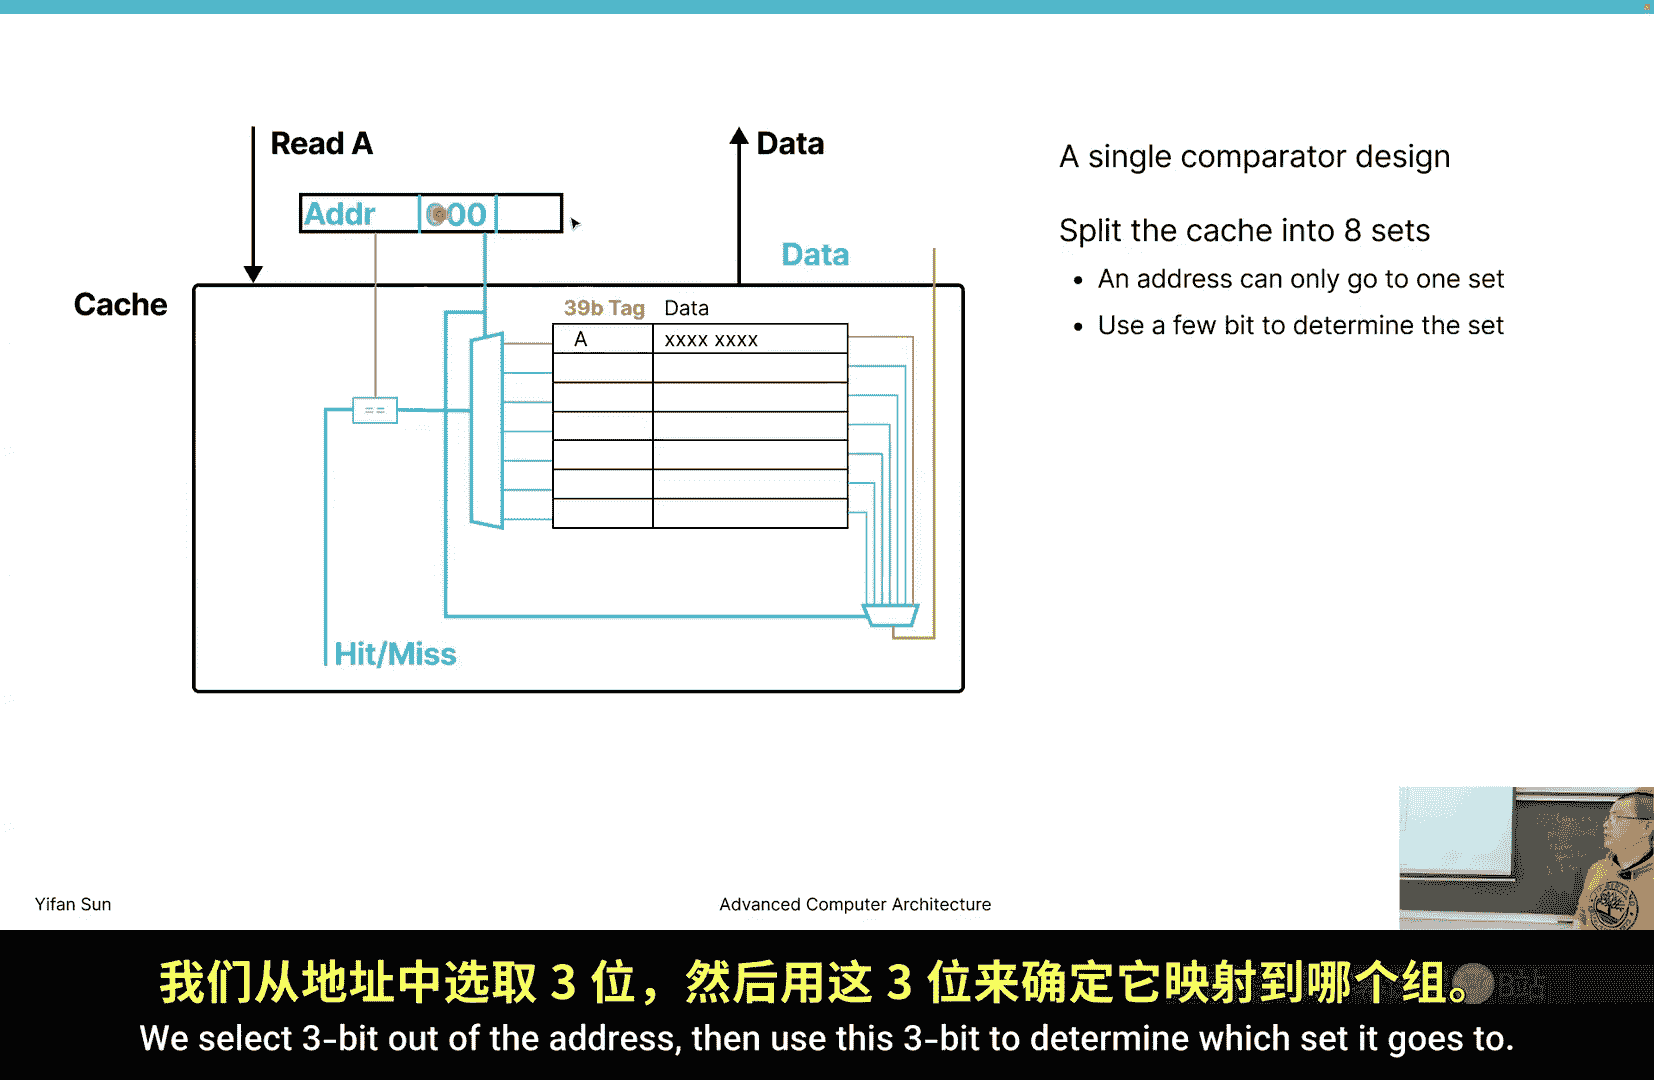 Read A
Data
Addr
000
Data
Cache
39b Tag
Data
A
xxxx xxxx
==
Hit/Miss
A single comparator design
Split the cache into 8 sets
• An address can only go to one set
• Use a few bit to determine the set
Yifan Sun
Advanced Computer Architecture
我们从地址中选取 3 位，然后用这 3 位来确定它映射到哪个组。
B站
We select 3-bit out of the address, then use this 3-bit to determine which set it goes to.